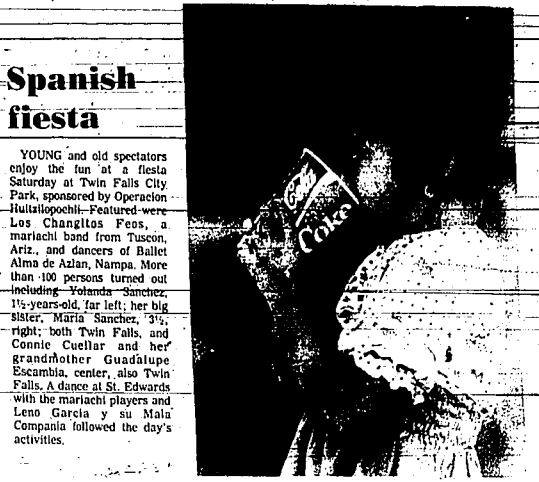 Spanish
fiesta
YOUNG and old spectators
enjoy the fun at a fiesta
Saturday at Twin Falls City
Park, sponsored by Operacion
Huitzilopochli. Featured were
Los Changitos Feos, a
mariachi band from Tuscon,
Ariz., and dancers of Ballet
Alma de Azlan, Nampa. More
than 100 persons turned out
including Yolanda Sanchez,
1½-years-old, far left; her big
sister, Maria Sanchez, 3½,
right; both Twin Falls, and
Connie Cuellar and her
grandmother Guadalupe
Escambia, center, also Twin
Falls. A dance at St. Edwards
with the mariachi players and
Leno Garcia y su Mala
Compania followed the day's
activities.
Cola
Coke